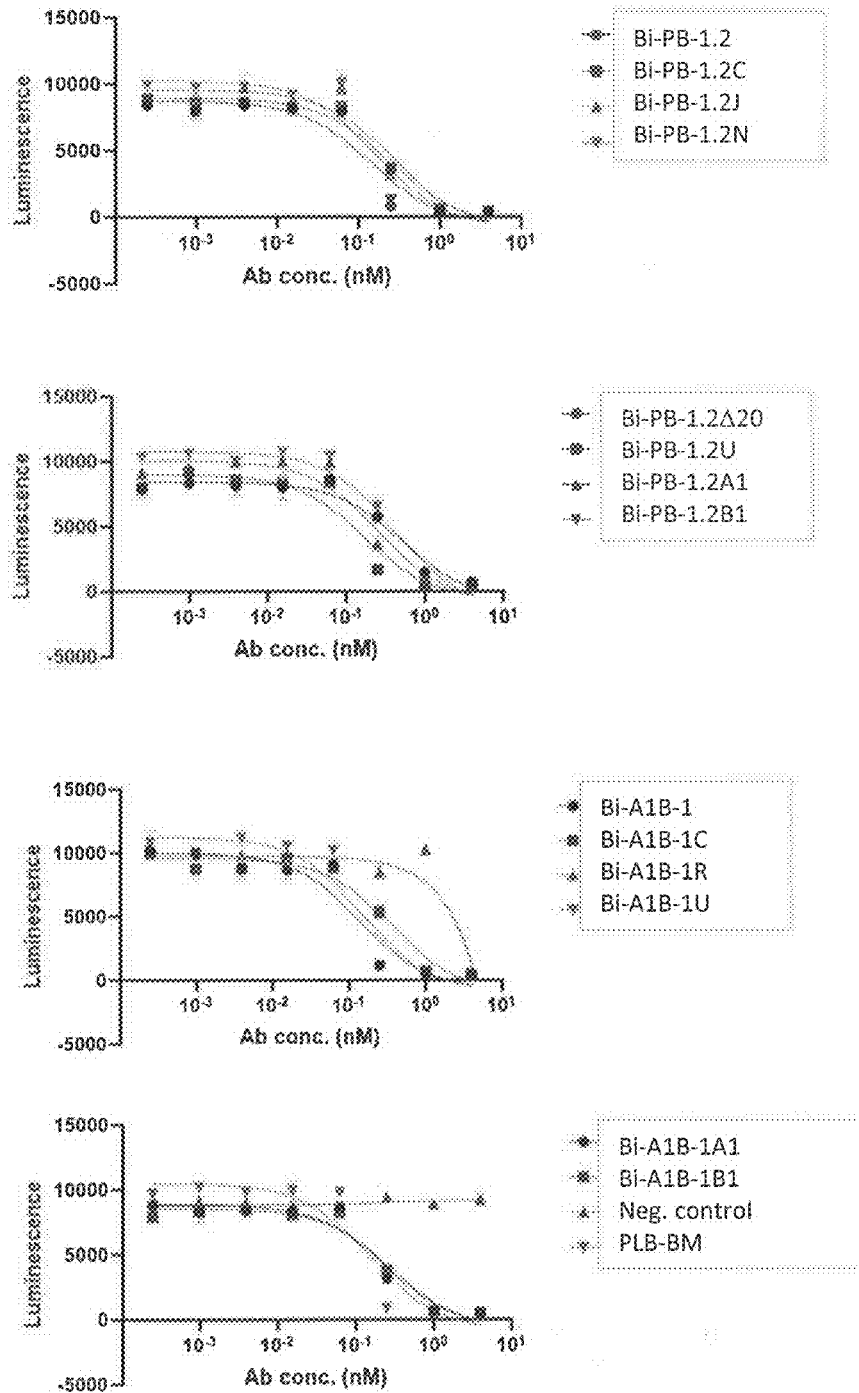 15000
10000
5000
0
-5000
Luminescence
10⁻³ 10⁻² 10⁻¹ 10⁰ 10¹
Ab conc. (nM)
Bi-PB-1.2
Bi-PB-1.2C
Bi-PB-1.2J
Bi-PB-1.2N
15000
10000
5000
0
-5000
Luminescence
10⁻³ 10⁻² 10⁻¹ 10⁰ 10¹
Ab conc. (nM)
Bi-PB-1.2Δ20
Bi-PB-1.2U
Bi-PB-1.2A1
Bi-PB-1.2B1
15000
10000
5000
0
-5000
Luminescence
10⁻³ 10⁻² 10⁻¹ 10⁰ 10¹
Ab conc. (nM)
Bi-A1B-1
Bi-A1B-1C
Bi-A1B-1R
Bi-A1B-1U
15000
10000
5000
0
-5000
Luminescence
10⁻³ 10⁻² 10⁻¹ 10⁰ 10¹
Ab conc. (nM)
Bi-A1B-1A1
Bi-A1B-1B1
Neg. control
PLB-BM